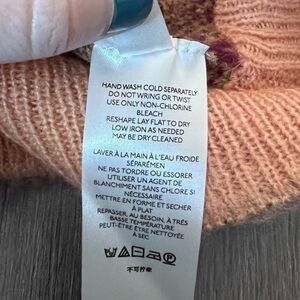 HAND WASH COLD SEPARATELY
DO NOT WRING OR TWIST
USE ONLY NON-CHLORINE
BLEACH
RESHAPE LAY FLAT TO DRY
LOW IRON AS NEEDED
MAY BE DRY CLEANED
LAVER À LA MAIN À L'EAU FROIDE
SÉPARÉMEN
NE PAS TORDRE OU ESSORER
UTILISER UN AGENT DE
BLANCHIMENT SANS CHLORE SI
NÉCESSAIRE
METTRE EN FORME ET SECHER
À PLAT
REPASSER, AU BESOIN, À TRÈS
BASSE TEMPÉRATURE
PEUT-ÊTRE ÊTRE NETTOYÉE
À SEC
不可拧痧